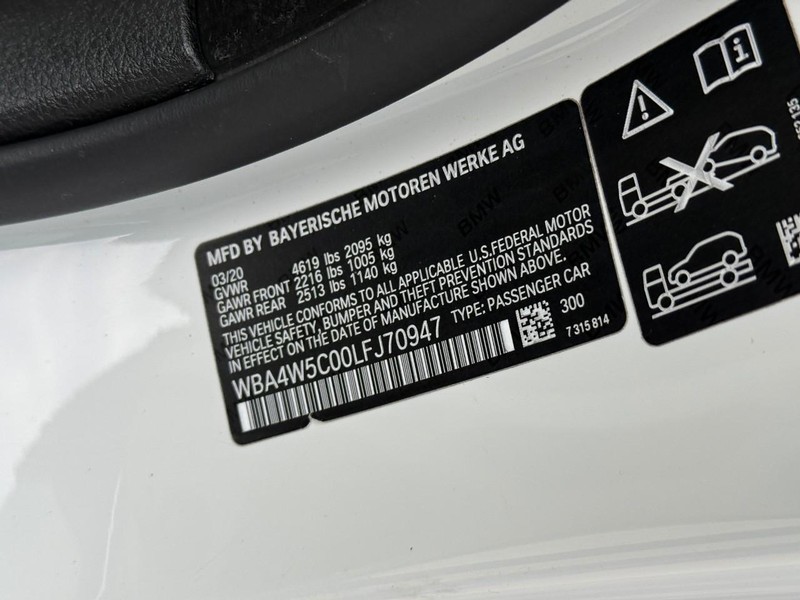 MFD BY BAYERISCHE MOTOREN WERKE AG
03/20
GVWR 4619 lbs 2095 kg
GAWR FRONT 2216 lbs 1005 kg
GAWR REAR 2513 lbs 1140 kg
THIS VEHICLE CONFORMS TO ALL APPLICABLE U.S.FEDERAL MOTOR
VEHICLE SAFETY, BUMPER AND THEFT PREVENTION STANDARDS
IN EFFECT ON THE DATE OF MANUFACTURE SHOWN ABOVE.
WBA4W5C00LFJ70947 TYPE: PASSENGER CAR
300
7 315 814